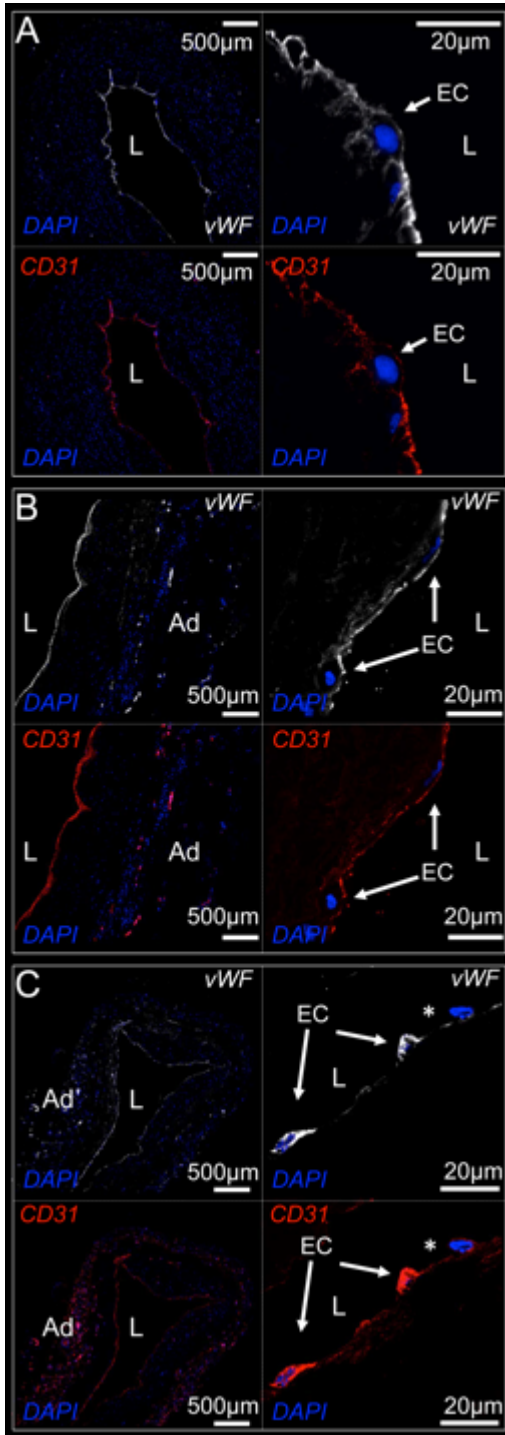 A
500µm
L
DAPI
vWF
20µm
EC
L
DAPI
vWF
CD31
500µm
L
DAPI
CD31
20µm
EC
L
DAPI
B
vWF
L
Ad
DAPI
500µm
vWF
EC
L
DAPI
20µm
CD31
L
Ad
DAPI
500µm
CD31
EC
L
DAPI
20µm
C
vWF
Ad
L
DAPI
500µm
vWF
EC
*
L
DAPI
20µm
CD31
Ad
L
DAPI
500µm
CD31
EC
*
L
DAPI
20µm